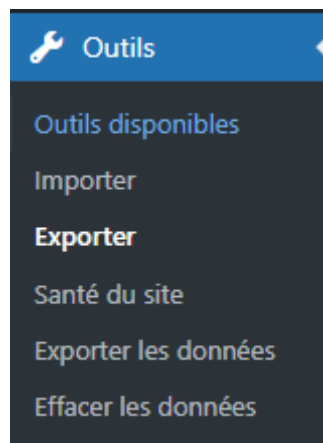 Outils
Outils disponibles
Importer
Exporter
Santé du site
Exporter les données
Effacer les données